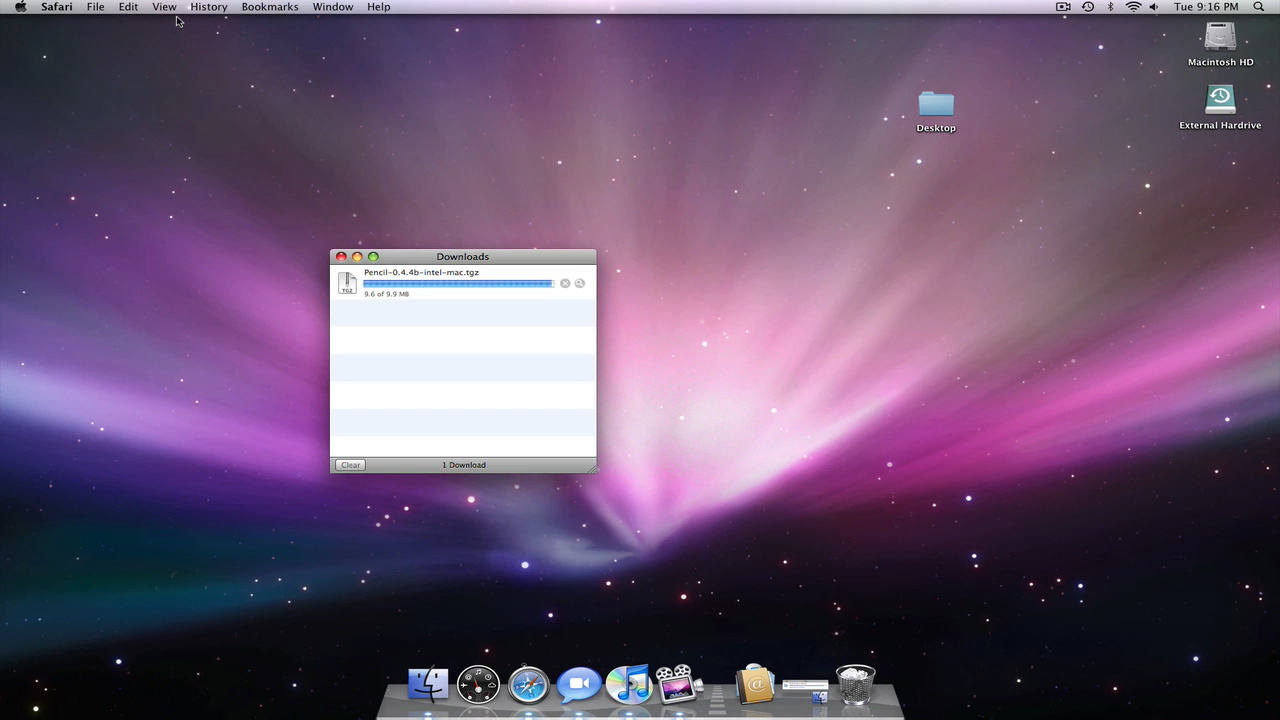 Safari File Edit View History Bookmarks Window Help Tue 9:16 PM
Macintosh HD
Desktop
External Hardrive
Downloads
Pencil-0.4.4b-intel-mac.tgz
TGZ
9.6 of 9.9 MB
Clear 1 Download